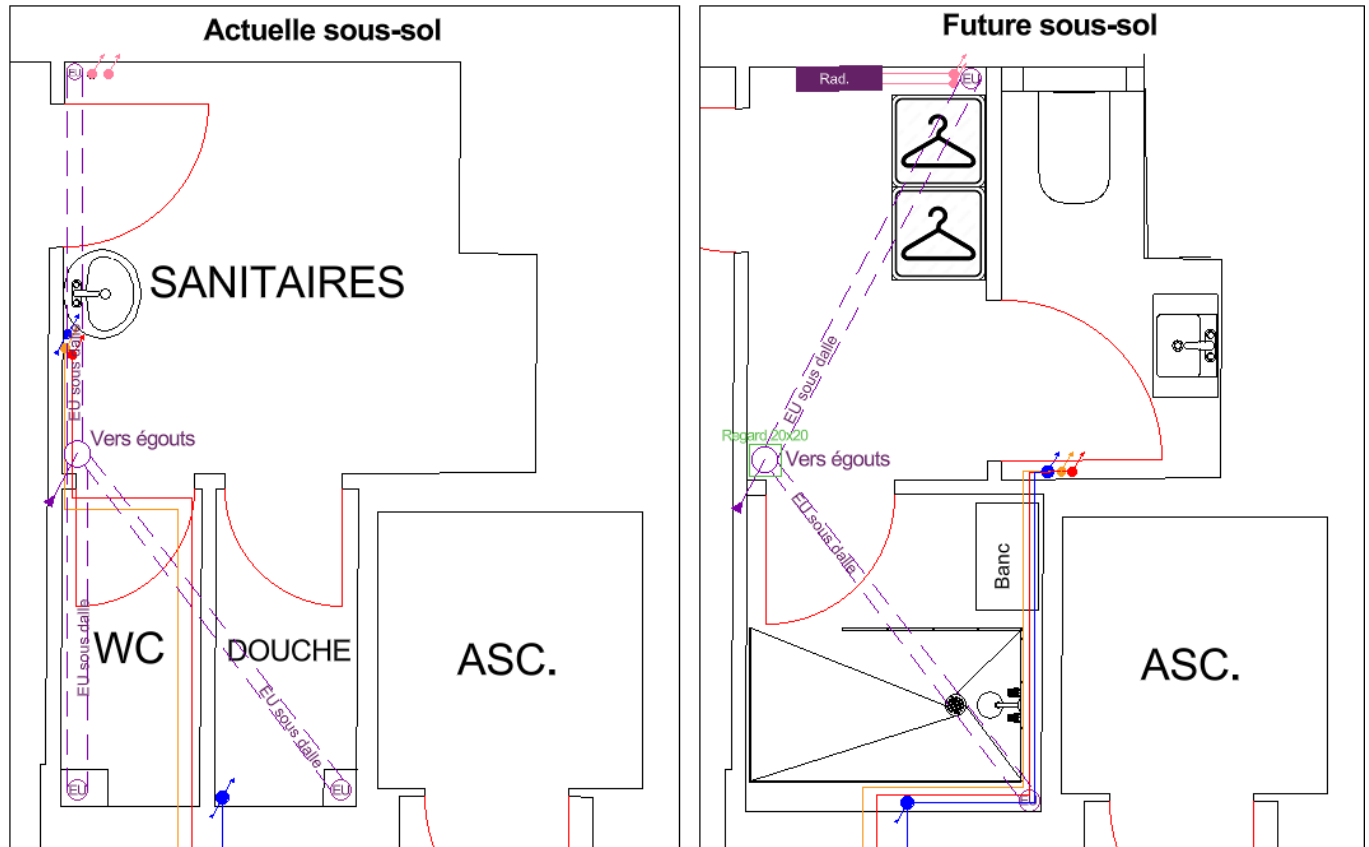 Actuelle sous-sol
EU
SANITAIRES
EU sous dalle
Vers égouts
WC
DOUCHE
ASC.
EU sous dalle
EU sous dalle
EU
EU
Future sous-sol
Rad.
EU
EU sous dalle
Regard 20x20
Vers égouts
EU sous dalle
Banc
ASC.
EU